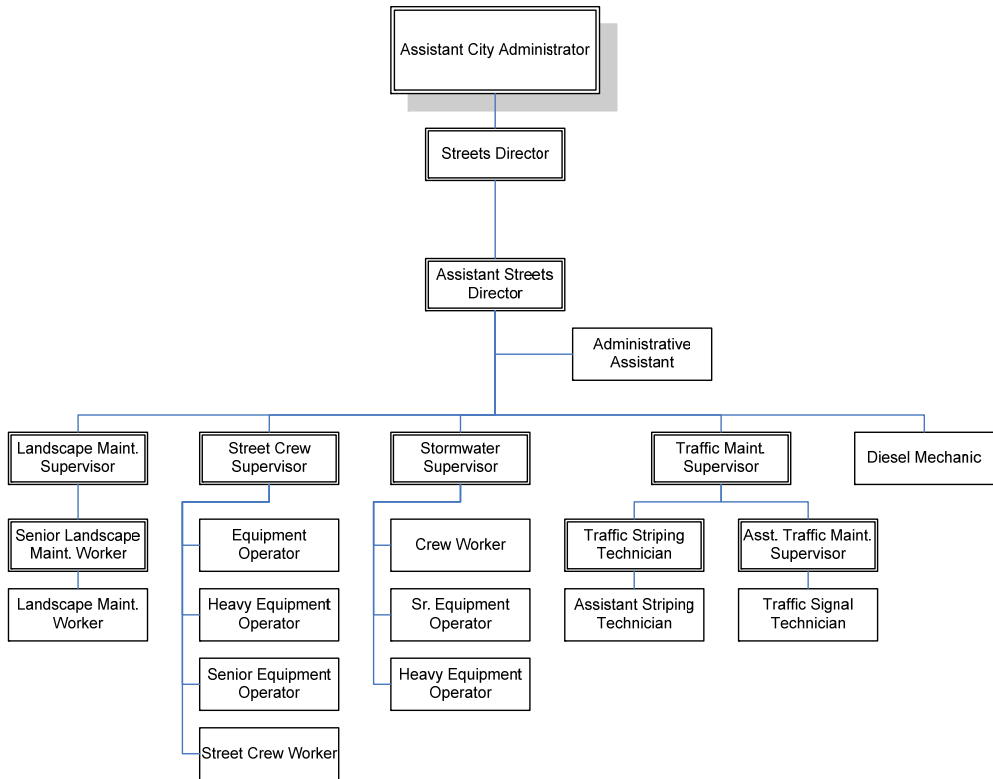 Assistant City Administrator
Streets Director
Assistant Streets
Director
Administrative
Assistant
Landscape Maint.
Supervisor
Street Crew
Supervisor
Stormwater
Supervisor
Traffic Maint.
Supervisor
Diesel Mechanic
Senior Landscape
Maint. Worker
Equipment
Operator
Crew Worker
Traffic Striping
Technician
Asst. Traffic Maint.
Supervisor
Landscape Maint.
Worker
Heavy Equipment
Operator
Sr. Equipment
Operator
Assistant Striping
Technician
Traffic Signal
Technician
Senior Equipment
Operator
Heavy Equipment
Operator
Street Crew Worker